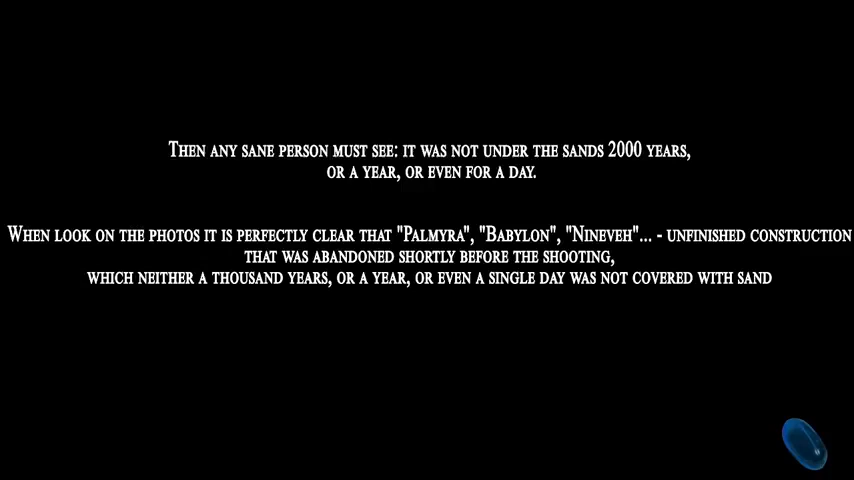 Then any sane person must see: it was not under the sands 2000 years,
or a year, or even for a day.
When look on the photos it is perfectly clear that "Palmyra", "Babylon", "Nineveh"... - unfinished construction
that was abandoned shortly before the shooting,
which neither a thousand years, or a year, or even a single day was not covered with sand